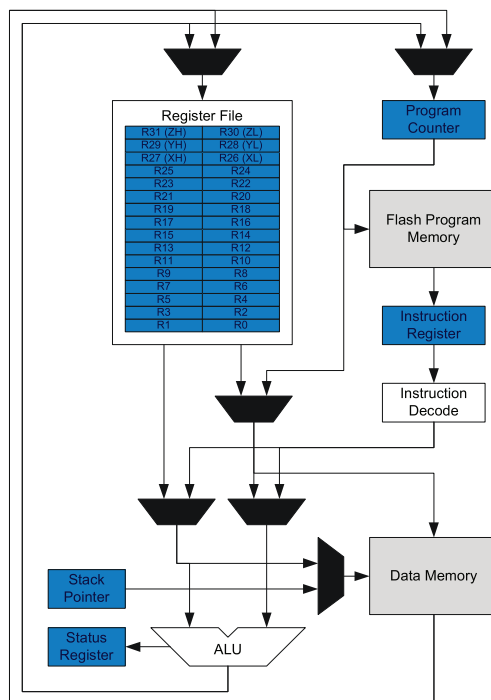 Register File
R31 (ZH) R30 (ZL)
R29 (YH) R28 (YL)
R27 (XH) R26 (XL)
R25 R24
R23 R22
R21 R20
R19 R18
R17 R16
R15 R14
R13 R12
R11 R10
R9 R8
R7 R6
R5 R4
R3 R2
R1 R0
Program
Counter
Flash Program
Memory
Instruction
Register
Instruction
Decode
Stack
Pointer
Data Memory
Status
Register
ALU